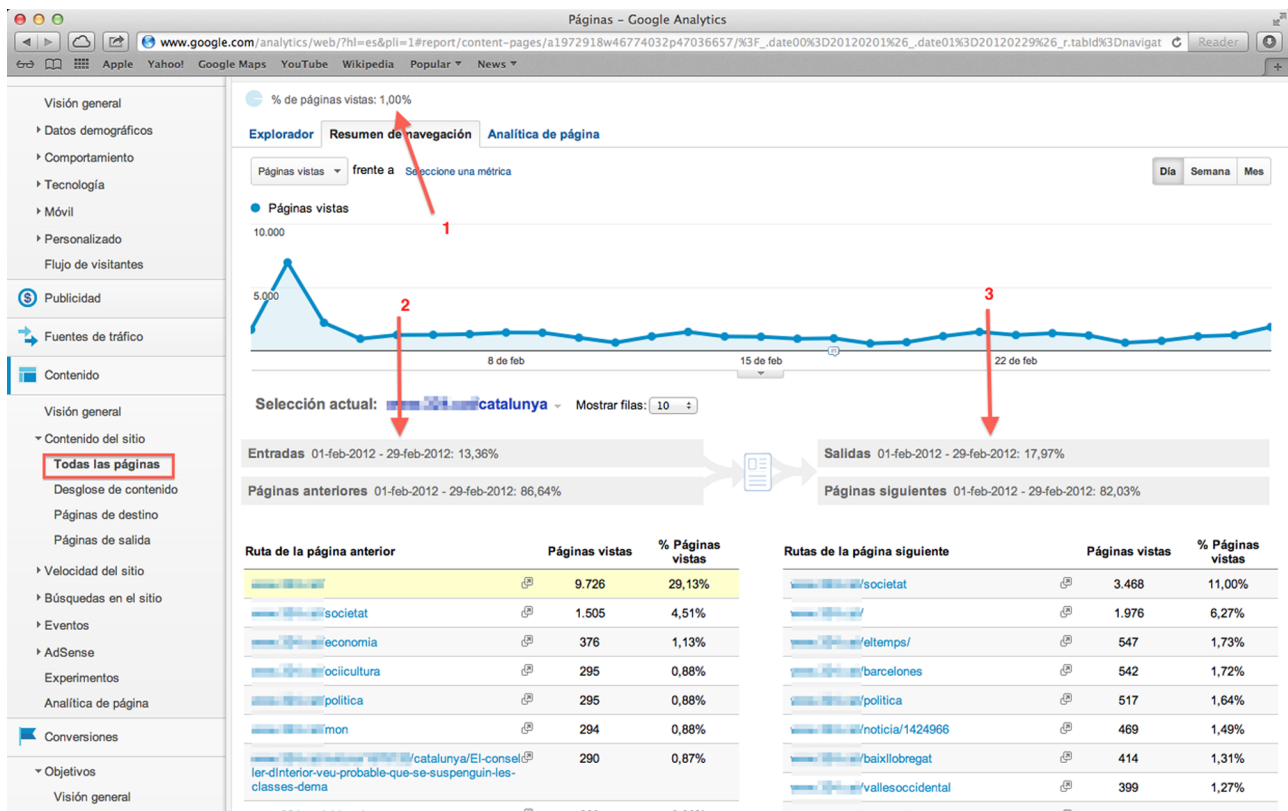 Páginas – Google Analytics
www.google.com/analytics/web/?hl=es&pli=1#report/content-pages/a1972918w46774032p47036657/%3F_.date00%3D20120201%26_.date01%3D20120229%26_r.tabId%3Dnavigat
Reader
Apple Yahoo! Google Maps YouTube Wikipedia Popular News
Visión general
Datos demográficos
Comportamiento
Tecnología
Móvil
Personalizado
Flujo de visitantes
Publicidad
Fuentes de tráfico
Contenido
Visión general
Contenido del sitio
Todas las páginas
Desglose de contenido
Páginas de destino
Páginas de salida
Velocidad del sitio
Búsquedas en el sitio
Eventos
AdSense
Experimentos
Analítica de página
Conversiones
Objetivos
Visión general
% de páginas vistas: 1,00%
Explorador Resumen de navegación Analítica de página
Páginas vistas frente a Seleccione una métrica
Día Semana Mes
Páginas vistas
1
10.000
5.000
2
3
8 de feb 15 de feb 22 de feb
Selección actual: catalunya Mostrar filas: 10
Entradas 01-feb-2012 - 29-feb-2012: 13,36%
Páginas anteriores 01-feb-2012 - 29-feb-2012: 86,64%
Salidas 01-feb-2012 - 29-feb-2012: 17,97%
Páginas siguientes 01-feb-2012 - 29-feb-2012: 82,03%
Ruta de la página anterior Páginas vistas % Páginas vistas
/ 9.726 29,13%
societat 1.505 4,51%
/economia 376 1,13%
ociicultura 295 0,88%
politica 295 0,88%
mon 294 0,88%
/catalunya/El-consel 290 0,87%
ler-dInterior-veu-probable-que-se-suspenguin-les-
classes-dema
Rutas de la página siguiente Páginas vistas % Páginas vistas
/societat 3.468 11,00%
/ 1.976 6,27%
/eltemps/ 547 1,73%
/barcelones 542 1,72%
/politica 517 1,64%
/noticia/1424966 469 1,49%
/baixllobregat 414 1,31%
/vallesoccidental 399 1,27%